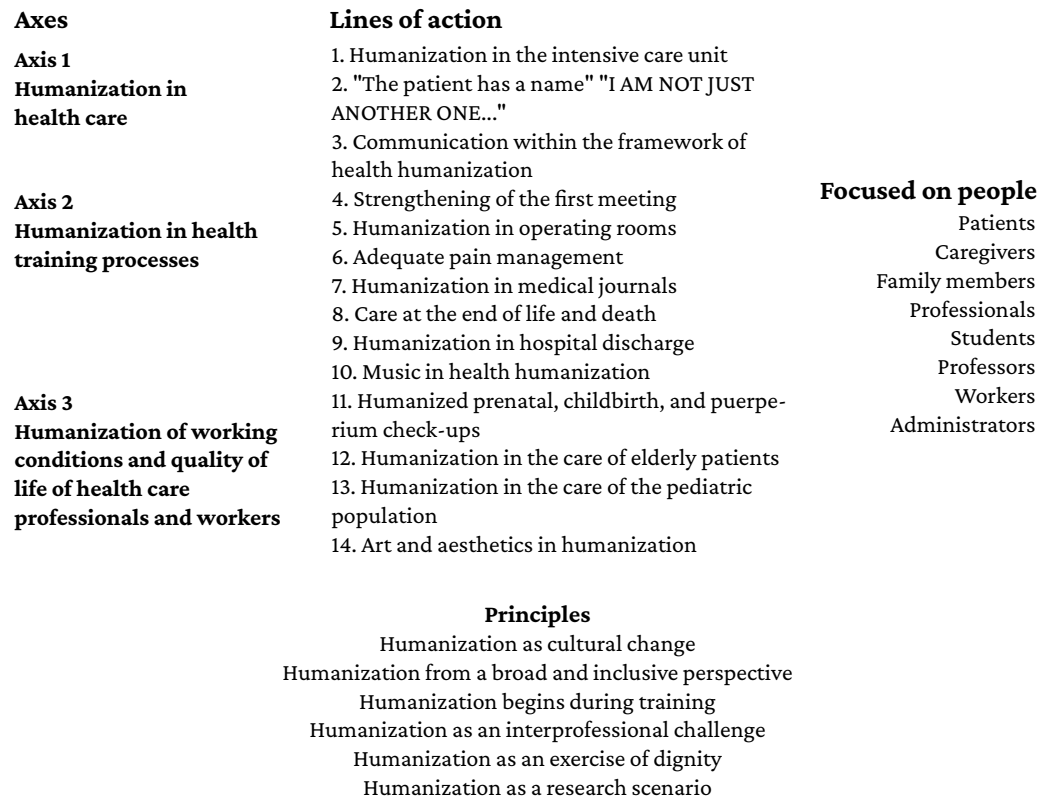 Axes
Axis 1
Humanization in
health care
Axis 2
Humanization in health
training processes
Axis 3
Humanization of working
conditions and quality of
life of health care
professionals and workers
Lines of action
1. Humanization in the intensive care unit
2. "The patient has a name" "I AM NOT JUST
ANOTHER ONE..."
3. Communication within the framework of
health humanization
4. Strengthening of the first meeting
5. Humanization in operating rooms
6. Adequate pain management
7. Humanization in medical journals
8. Care at the end of life and death
9. Humanization in hospital discharge
10. Music in health humanization
11. Humanized prenatal, childbirth, and puerpe-
rium check-ups
12. Humanization in the care of elderly patients
13. Humanization in the care of the pediatric
population
14. Art and aesthetics in humanization
Focused on people
Patients
Caregivers
Family members
Professionals
Students
Professors
Workers
Administrators
Principles
Humanization as cultural change
Humanization from a broad and inclusive perspective
Humanization begins during training
Humanization as an interprofessional challenge
Humanization as an exercise of dignity
Humanization as a research scenario